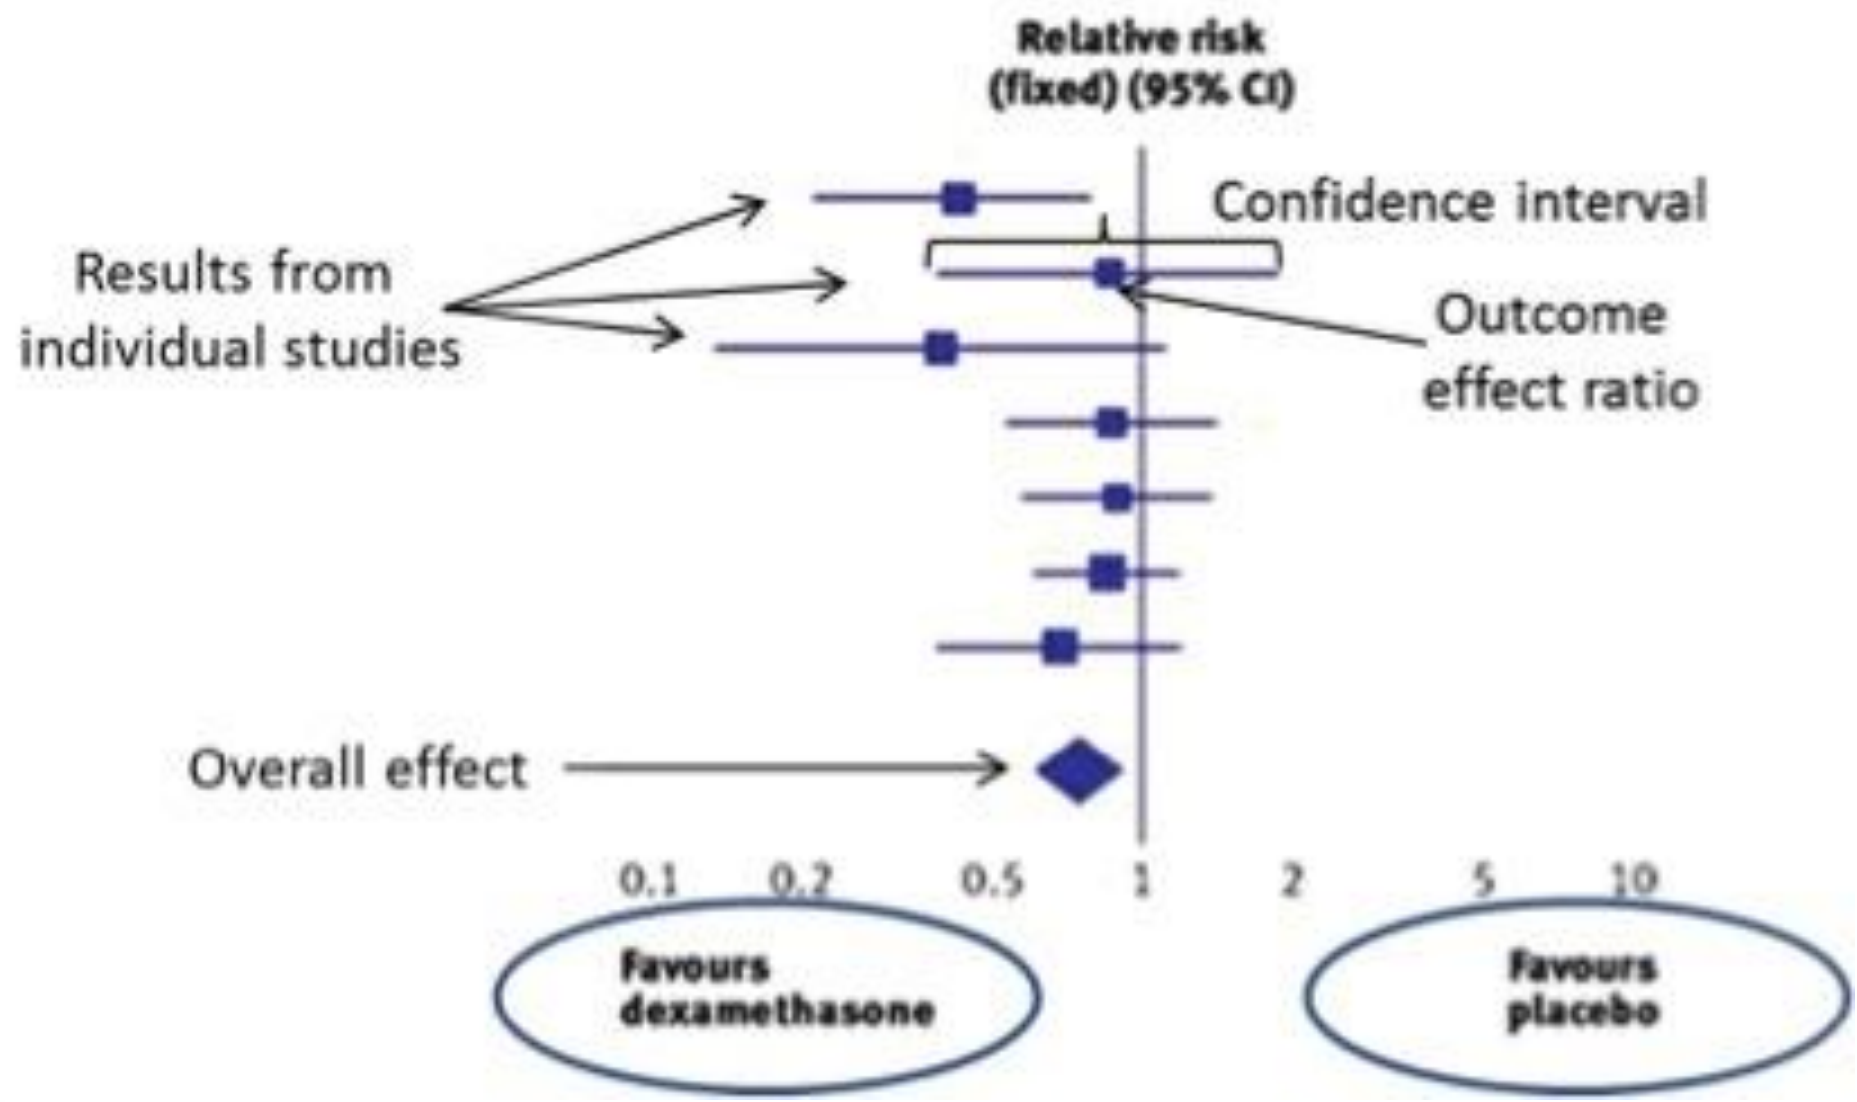 Relative risk
(fixed) (95% CI)
Confidence interval
Results from
individual studies
Outcome
effect ratio
Overall effect
0.1 0.2 0.5 1 2 5 10
Favours
dexamethasone
Favours
placebo